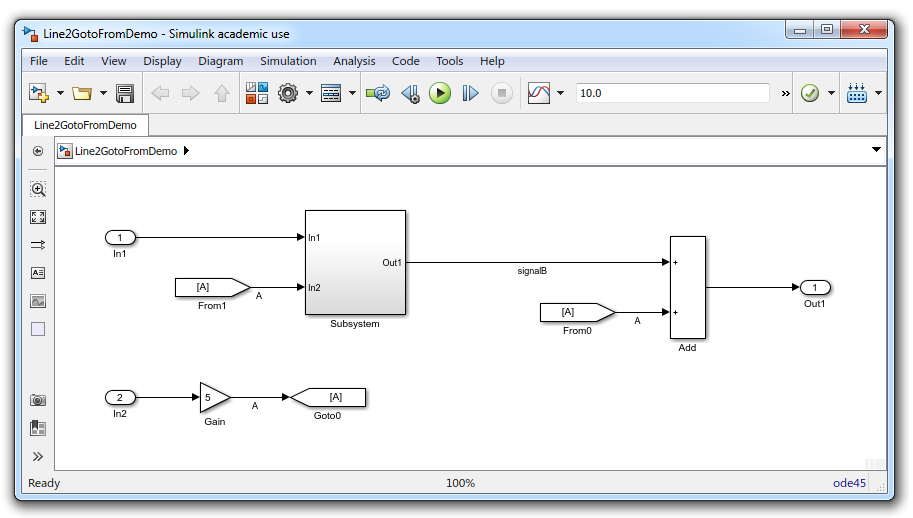 Line2GotoFromDemo - Simulink academic use
File Edit View Display Diagram Simulation Analysis Code Tools Help
10.0
»
Line2GotoFromDemo
Line2GotoFromDemo
1
In1
In1
Out1
In2
Subsystem
[A]
A
From1
signalB
+
+
Add
1
Out1
[A]
A
From0
2
In2
5
Gain
A
[A]
Goto0
Ready 100% ode45